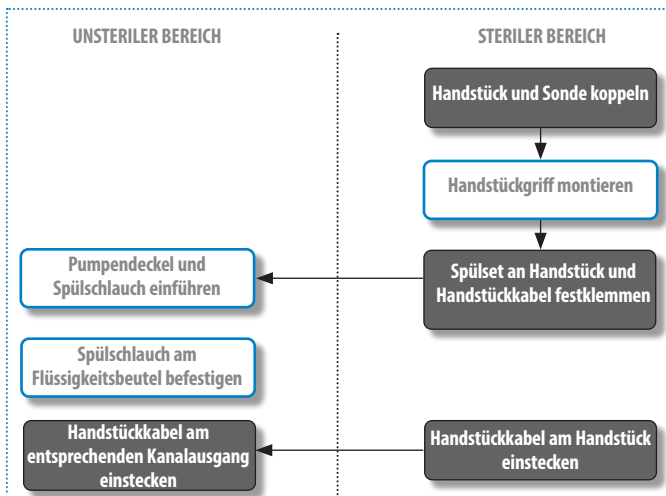 UNSTERILER BEREICH
STERILER BEREICH
Handstück und Sonde koppeln
Handstückgriff montieren
Pumpendeckel und
Spülschlauch einführen
Spülset an Handstück und
Handstückkabel festklemmen
Spülschlauch am
Flüssigkeitsbeutel befestigen
Handstückkabel am
entsprechenden Kanalausgang
einstecken
Handstückkabel am Handstück
einstecken